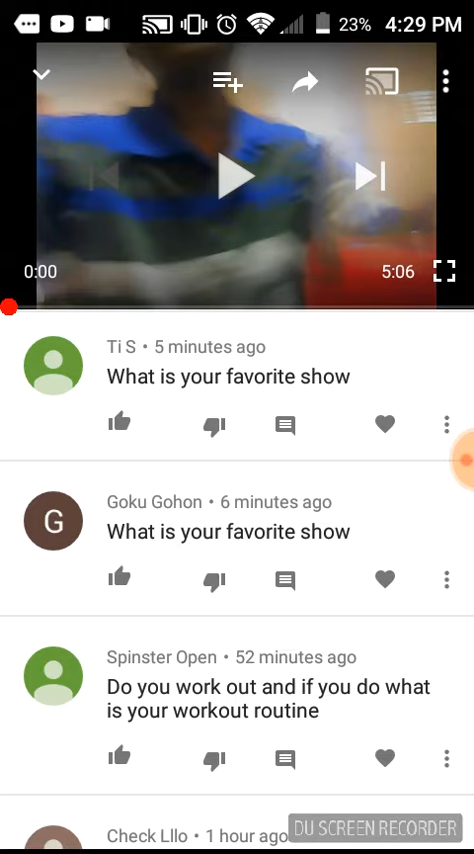 23% 4:29 PM
0:00
5:06
Ti S • 5 minutes ago
What is your favorite show
G
Goku Gohon • 6 minutes ago
What is your favorite show
Spinster Open • 52 minutes ago
Do you work out and if you do what
is your workout routine
Check Lllo • 1 hour ago
DU SCREEN RECORDER